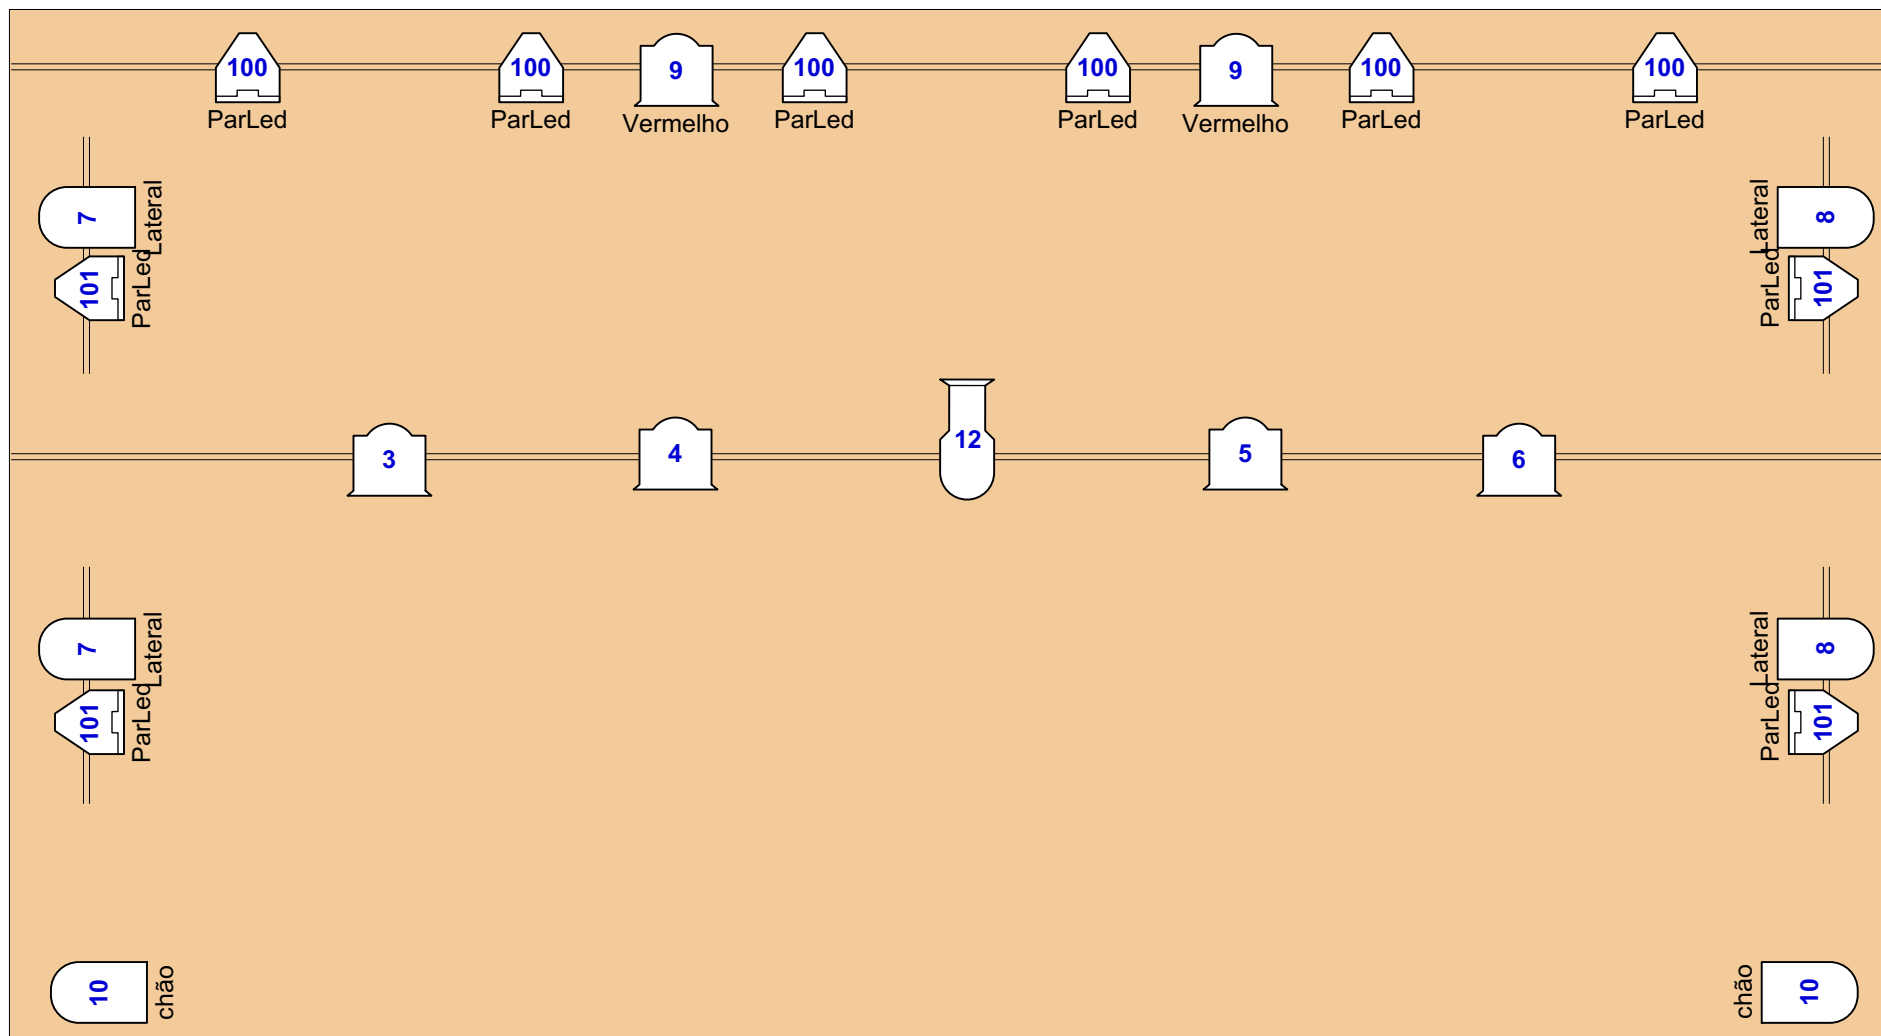 100
100
9
100
100
9
100
100
ParLed
ParLed
Vermelho
ParLed
ParLed
Vermelho
ParLed
ParLed
7
Lateral
Lateral
8
101
ParLed
ParLed
101
3
4
12
5
6
7
Lateral
Lateral
8
101
ParLed
ParLed
101
10
chão
chão
10